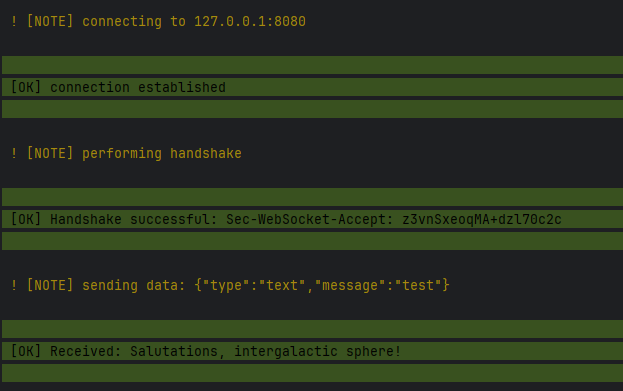 ! [NOTE] connecting to 127.0.0.1:8080
[OK] connection established
! [NOTE] performing handshake
[OK] Handshake successful: Sec-WebSocket-Accept: z3vnSxeoqMA+dzl70c2c
! [NOTE] sending data: {"type":"text","message":"test"}
[OK] Received: Salutations, intergalactic sphere!